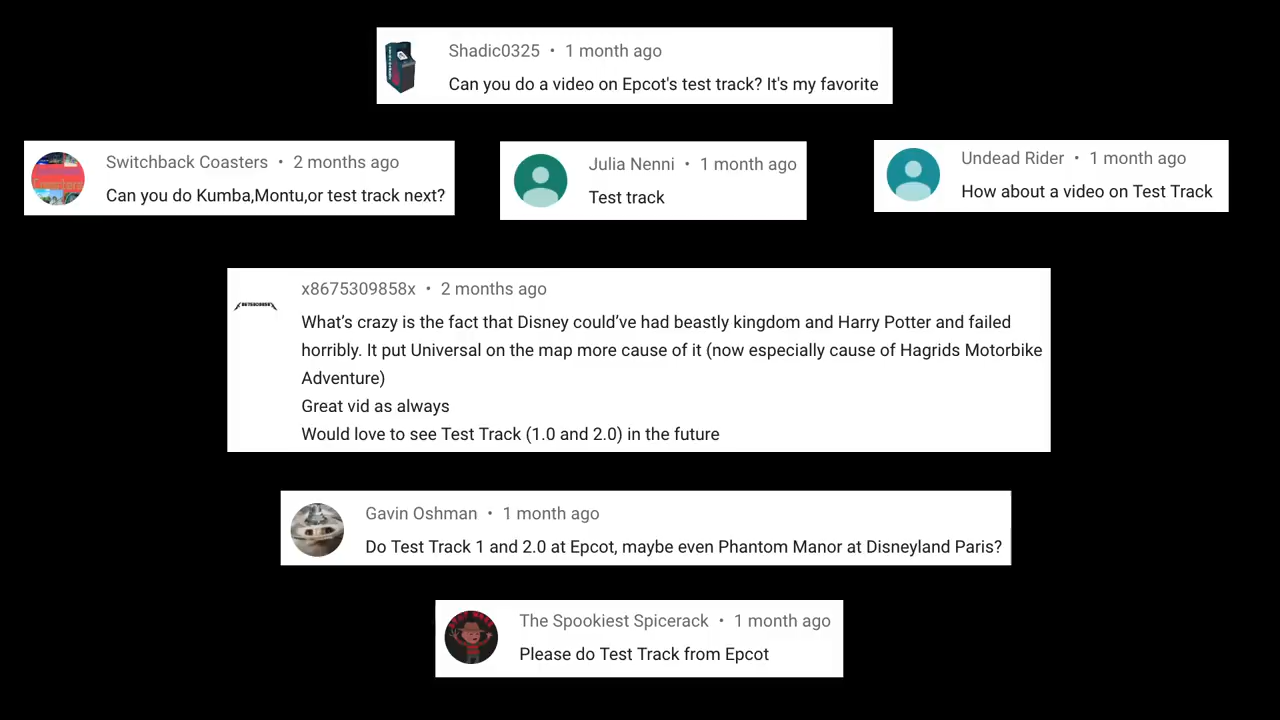 Shadic0325 • 1 month ago
Can you do a video on Epcot's test track? It's my favorite
Switchback Coasters • 2 months ago
Can you do Kumba,Montu,or test track next?
Julia Nenni • 1 month ago
Test track
Undead Rider • 1 month ago
How about a video on Test Track
x8675309858x • 2 months ago
What’s crazy is the fact that Disney could’ve had beastly kingdom and Harry Potter and failed
horribly. It put Universal on the map more cause of it (now especially cause of Hagrids Motorbike
Adventure)
Great vid as always
Would love to see Test Track (1.0 and 2.0) in the future
Gavin Oshman • 1 month ago
Do Test Track 1 and 2.0 at Epcot, maybe even Phantom Manor at Disneyland Paris?
The Spookiest Spicerack • 1 month ago
Please do Test Track from Epcot